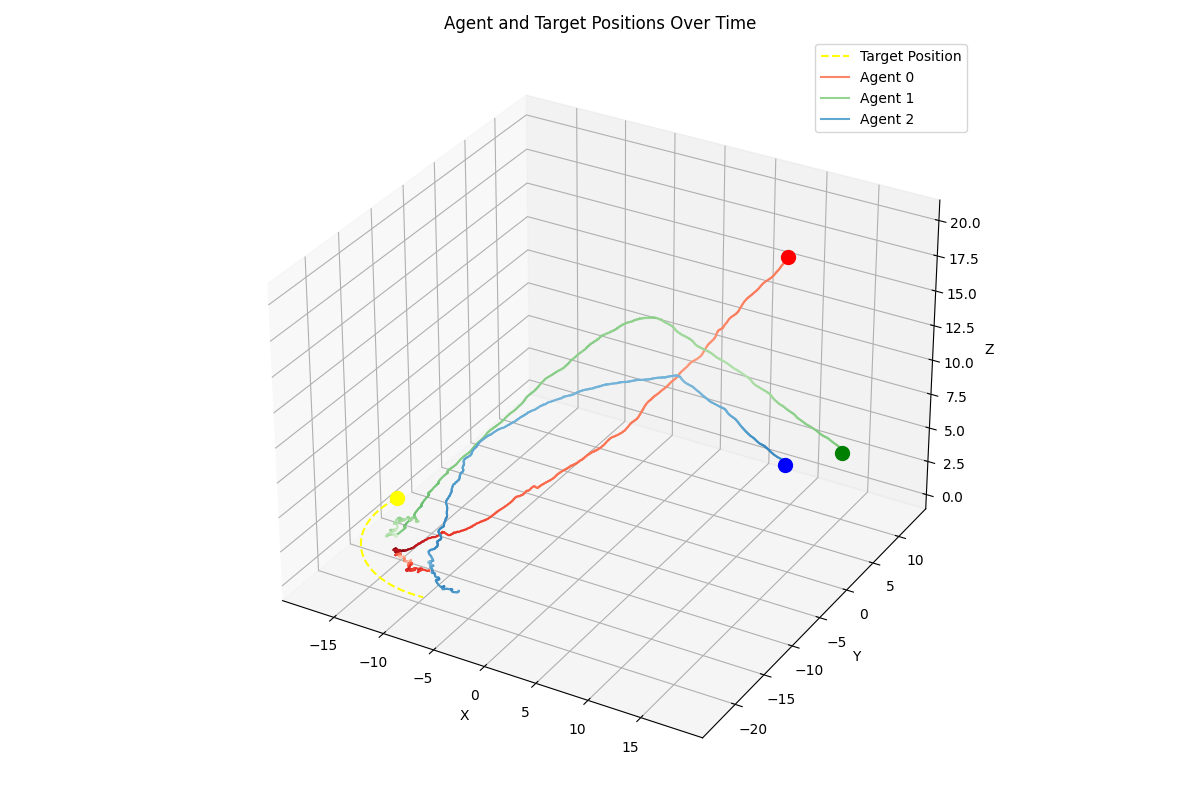 Agent and Target Positions Over Time
Target Position
Agent 0
Agent 1
Agent 2
20.0
17.5
15.0
12.5
10.0
7.5
5.0
2.5
0.0
Z
10
5
0
−5
−10
−15
−20
Y
−15
−10
−5
0
5
10
15
X